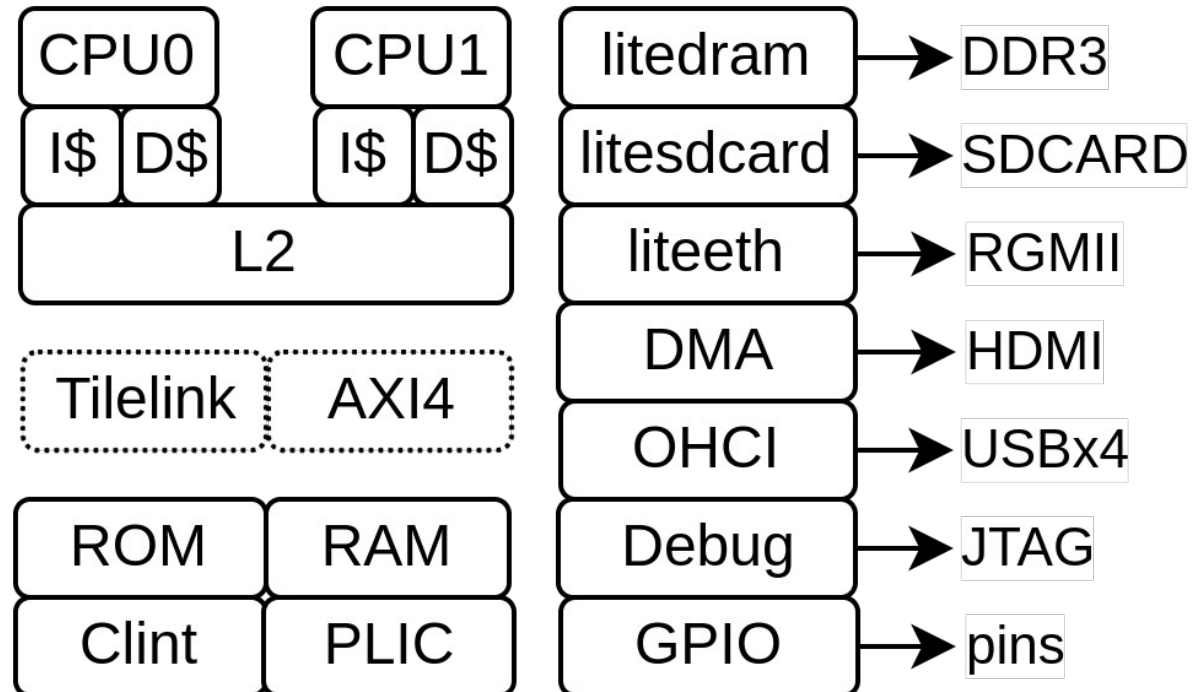 CPU0 CPU1
I$ D$ I$ D$
L2
Tilelink AXI4
ROM RAM
Clint PLIC
litedram DDR3
litesdcard SDCARD
liteeth RGMII
DMA HDMI
OHCI USBx4
Debug JTAG
GPIO pins